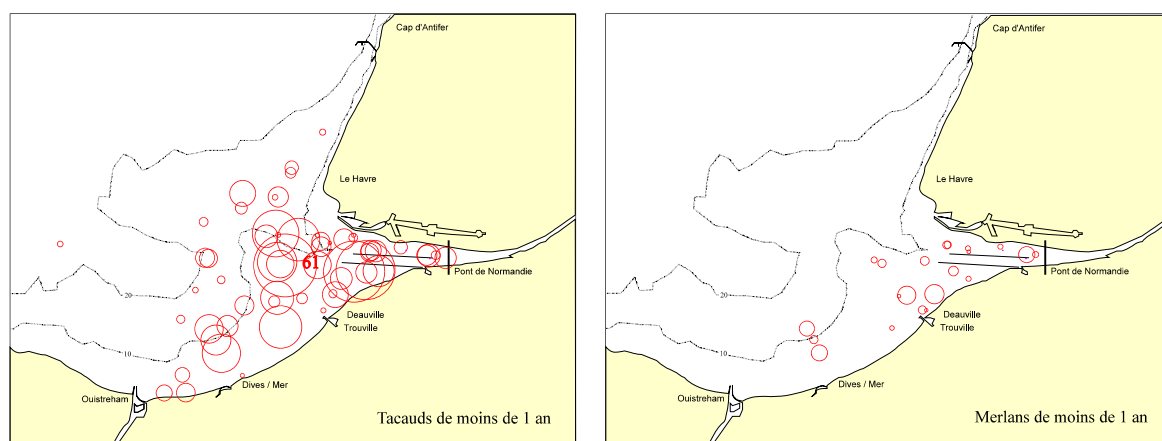 Cap d'Antifer
Le Havre
61
Pont de Normandie
20
Deauville
Trouville
10
Dives / Mer
Ouistreham
Tacauds de moins de 1 an
Cap d'Antifer
Le Havre
Pont de Normandie
20
Deauville
Trouville
10
Dives / Mer
Ouistreham
Merlans de moins de 1 an